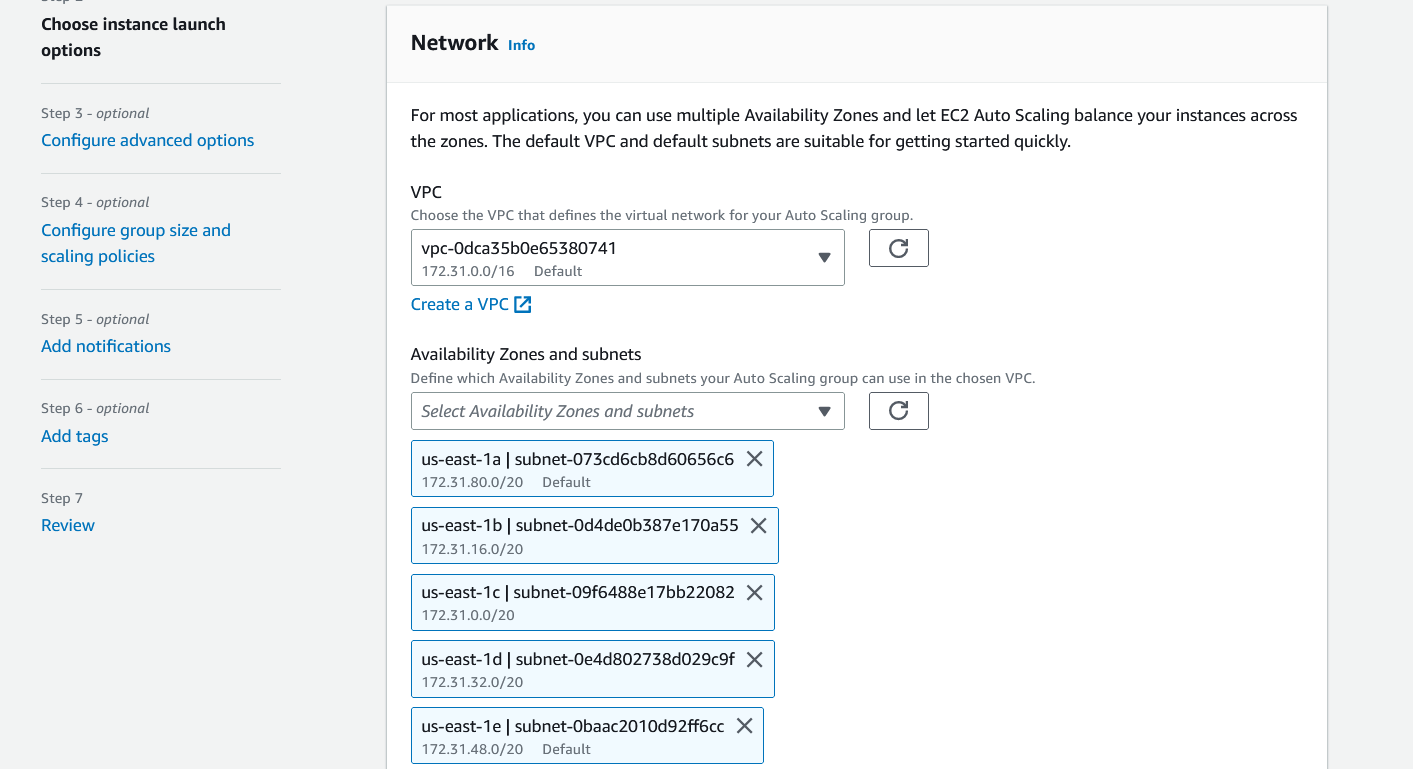 Choose instance launch
options
Step 3 - optional
Configure advanced options
Step 4 - optional
Configure group size and
scaling policies
Step 5 - optional
Add notifications
Step 6 - optional
Add tags
Step 7
Review
Network Info
For most applications, you can use multiple Availability Zones and let EC2 Auto Scaling balance your instances across
the zones. The default VPC and default subnets are suitable for getting started quickly.
VPC
Choose the VPC that defines the virtual network for your Auto Scaling group.
vpc-0dca35b0e65380741
172.31.0.0/16 Default
Create a VPC
Availability Zones and subnets
Define which Availability Zones and subnets your Auto Scaling group can use in the chosen VPC.
Select Availability Zones and subnets
us-east-1a | subnet-073cd6cb8d60656c6
172.31.80.0/20 Default
us-east-1b | subnet-0d4de0b387e170a55
172.31.16.0/20
us-east-1c | subnet-09f6488e17bb22082
172.31.0.0/20
us-east-1d | subnet-0e4d802738d029c9f
172.31.32.0/20
us-east-1e | subnet-0baac2010d92ff6cc
172.31.48.0/20 Default